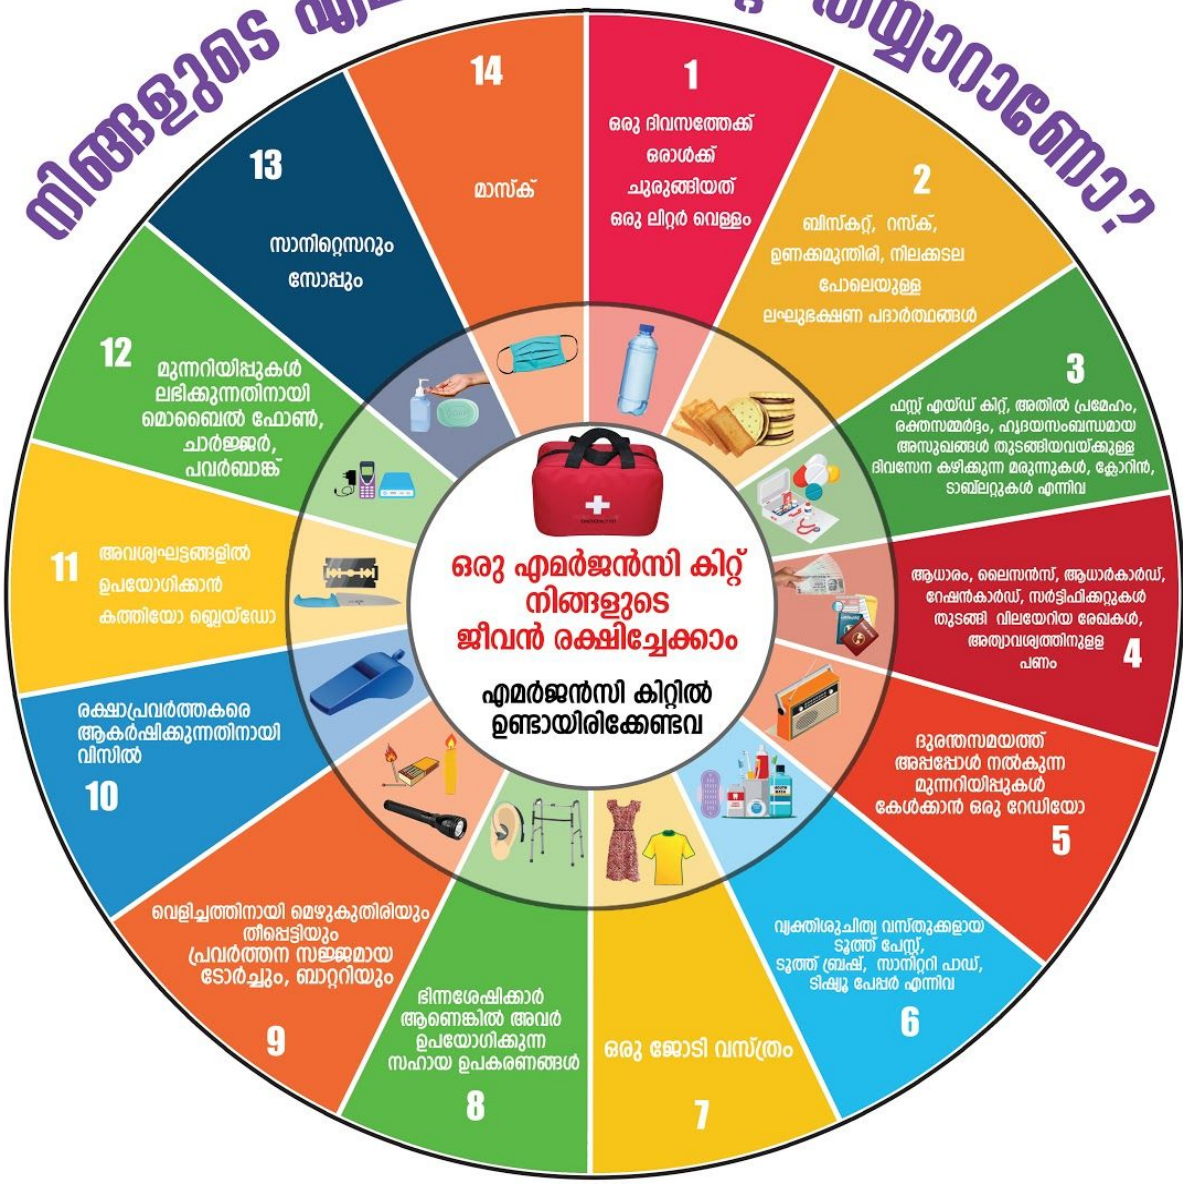 നിങ്ങളുടെ തയ്യാറാണോ?
1
ഒരു ദിവസത്തേക്ക്
ഒരാൾക്ക്
ചുരുങ്ങിയത്
ഒരു ലിറ്റർ വെള്ളം
2
ബിസ്കറ്റ്, റസ്ക്,
ഉണക്കമുന്തിരി, നിലക്കടല
പോലെയുള്ള
ലഘുഭക്ഷണ പദാർത്ഥങ്ങൾ
3
ഫസ്റ്റ് എയ്ഡ് കിറ്റ്, അതിൽ പ്രമേഹം,
രക്തസമ്മർദ്ദം, ഹൃദയസംബന്ധമായ
അസുഖങ്ങൾ തുടങ്ങിയവയ്ക്കുള്ള
ദിവസേന കഴിക്കുന്ന മരുന്നുകൾ, ക്ലോറിൻ,
ടാബ്ലറ്റുകൾ എന്നിവ
ആധാരം, ലൈസൻസ്, ആധാർകാർഡ്,
റേഷൻകാർഡ്, സർട്ടിഫിക്കറ്റുകൾ
തുടങ്ങി വിലയേറിയ രേഖകൾ,
അത്യാവശ്യത്തിനുളള
പണം
4
ദുരന്തസമയത്ത്
അപ്പപ്പോൾ നൽകുന്ന
മുന്നറിയിപ്പുകൾ
കേൾക്കാൻ ഒരു റേഡിയോ
5
വ്യക്തിശുചിത്വ വസ്തുക്കളായ
ടൂത്ത് പേസ്റ്റ്,
ടൂത്ത് ബ്രഷ്, സാനിറ്ററി പാഡ്,
ടിഷ്യൂ പേപ്പർ എന്നിവ
6
ഒരു ജോടി വസ്ത്രം
7
ഭിന്നശേഷിക്കാർ
ആണെങ്കിൽ അവർ
ഉപയോഗിക്കുന്ന
സഹായ ഉപകരണങ്ങൾ
8
വെളിച്ചത്തിനായി മെഴുകുതിരിയും
തീപ്പെട്ടിയും
പ്രവർത്തന സജ്ജമായ
ടോർച്ചും, ബാറ്ററിയും
9
രക്ഷാപ്രവർത്തകരെ
ആകർഷിക്കുന്നതിനായി
വിസിൽ
10
11
അവശ്യഘട്ടങ്ങളിൽ
ഉപയോഗിക്കാൻ
കത്തിയോ ബ്ലെയ്ഡോ
12
മുന്നറിയിപ്പുകൾ
ലഭിക്കുന്നതിനായി
മൊബൈൽ ഫോൺ,
ചാർജ്ജർ,
പവർബാങ്ക്
13
സാനിറ്റൈസറും
സോപ്പും
14
മാസ്ക്
ഒരു എമർജൻസി കിറ്റ്
നിങ്ങളുടെ
ജീവൻ രക്ഷിച്ചേക്കാം
എമർജൻസി കിറ്റിൽ
ഉണ്ടായിരിക്കേണ്ടവ